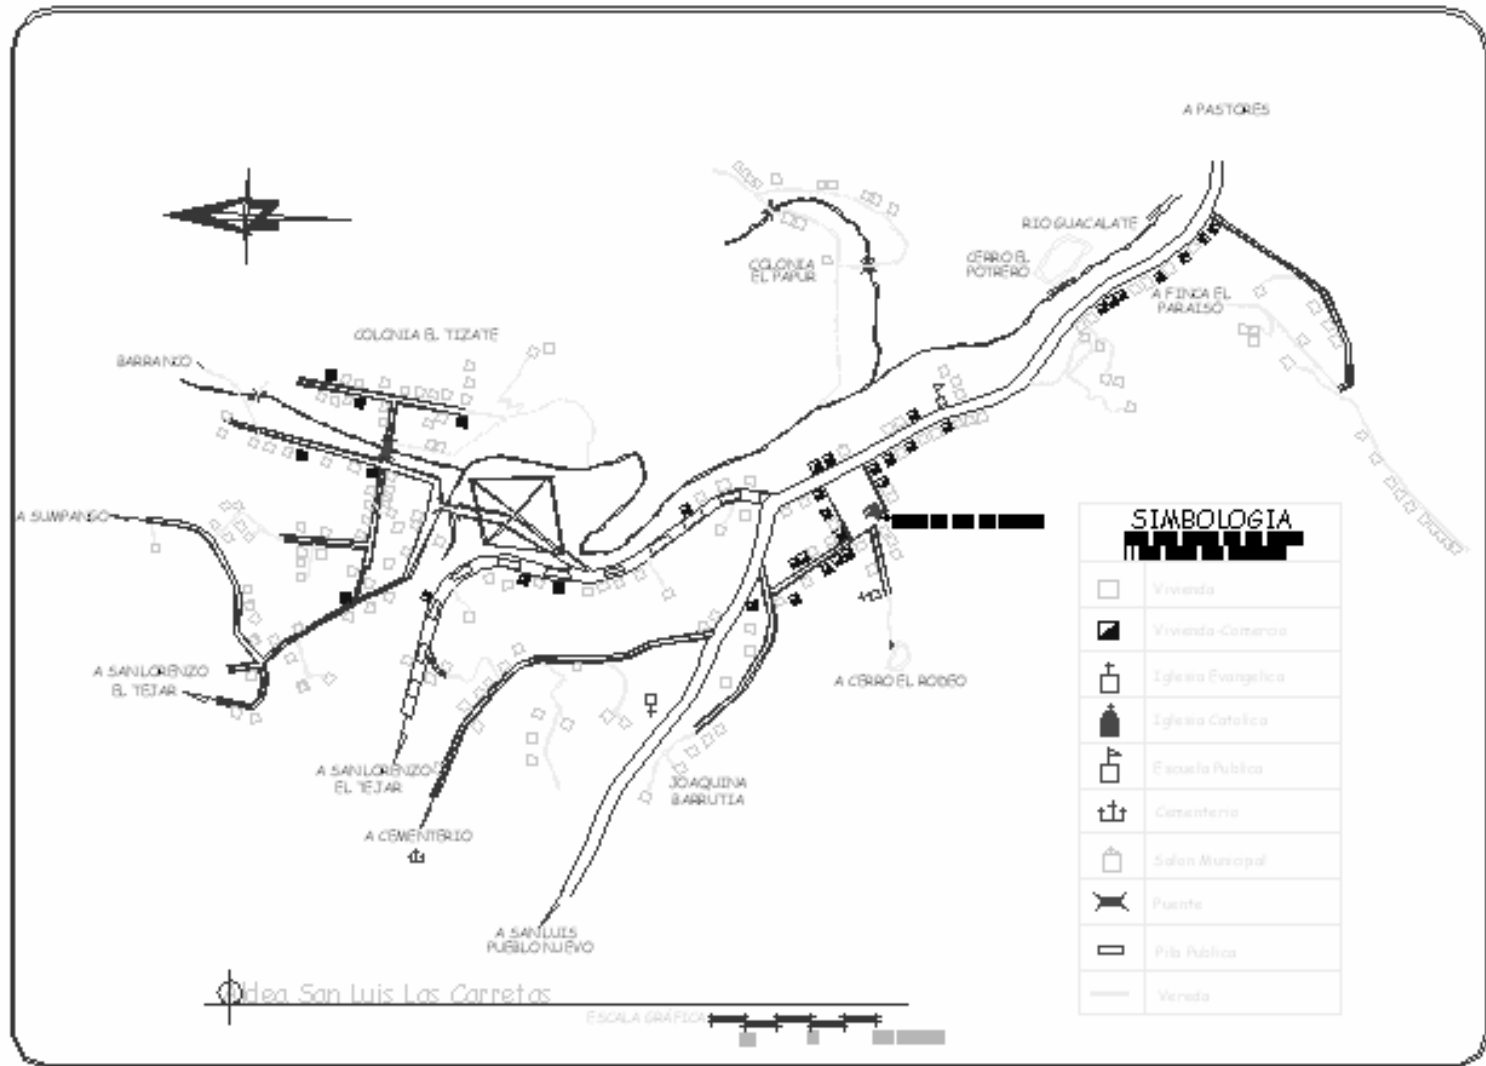 A PASTORES
N
RIO GUACALATE
CERRO EL
POTRERO
COLONIA
EL PAPUR
A FINCA EL
PARAISO
COLONIA EL TIZATE
BARRANCO
A SUMPANGO
A SAN LORENZO
EL TEJAR
A CERRO EL RODEO
A SAN LORENZO
EL TEJAR
JOAQUINA
BARRUTIA
A CEMENTERIO
A SAN LUIS
PUEBLO NUEVO
SIMBOLOGIA
Vivienda
Vivienda-Comercio
Iglesia Evangelica
Iglesia Catolica
Escuela Publica
Cementerio
Salon Municipal
Puente
Pila Publica
Vereda
Aldea San Luis Las Carretas
ESCALA GRÁFICA